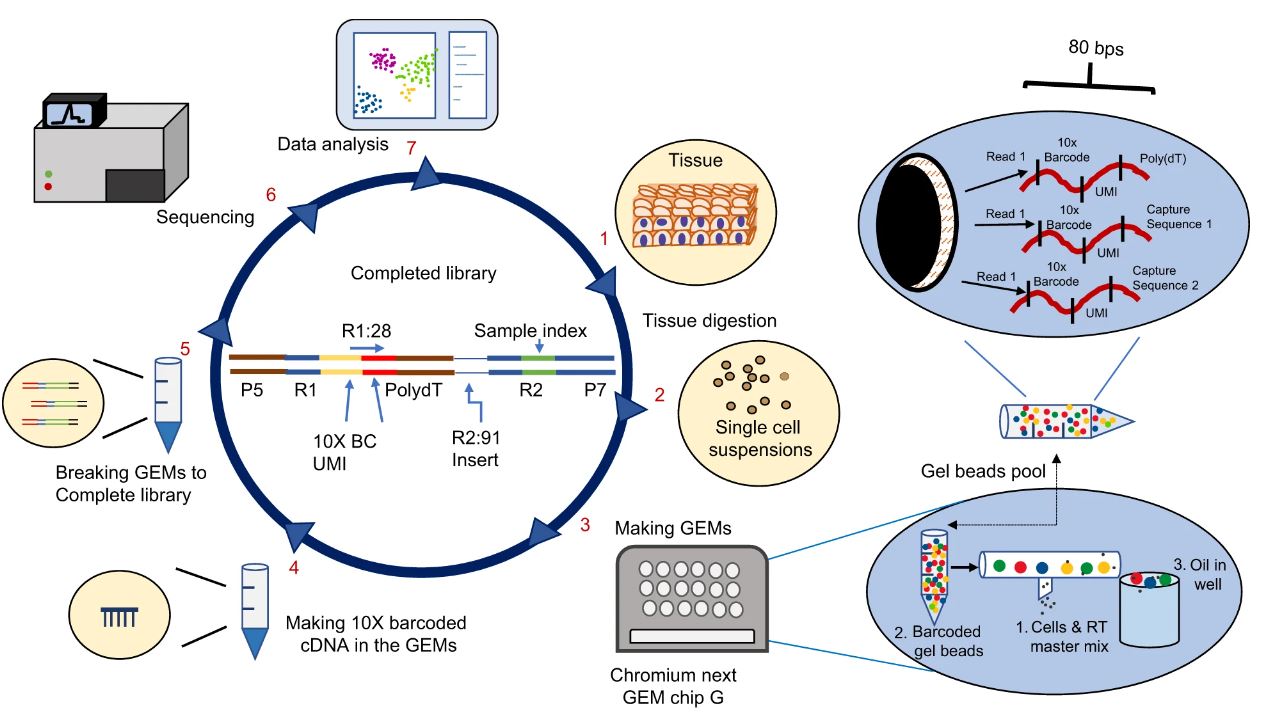 80 bps
Data analysis
7
6
Sequencing
Tissue
1
Tissue digestion
2
Single cell
suspensions
Completed library
R1:28
Sample index
P5
R1
PolydT
R2
P7
10X BC
UMI
R2:91
Insert
5
Breaking GEMs to
Complete library
4
Making 10X barcoded
cDNA in the GEMs
3
Making GEMs
Chromium next
GEM chip G
Read 1
10x
Barcode
UMI
Poly(dT)
Read 1
10x
Barcode
UMI
Capture
Sequence 1
Read 1
10x
Barcode
UMI
Capture
Sequence 2
Gel beads pool
2. Barcoded
gel beads
1. Cells & RT
master mix
3. Oil in
well